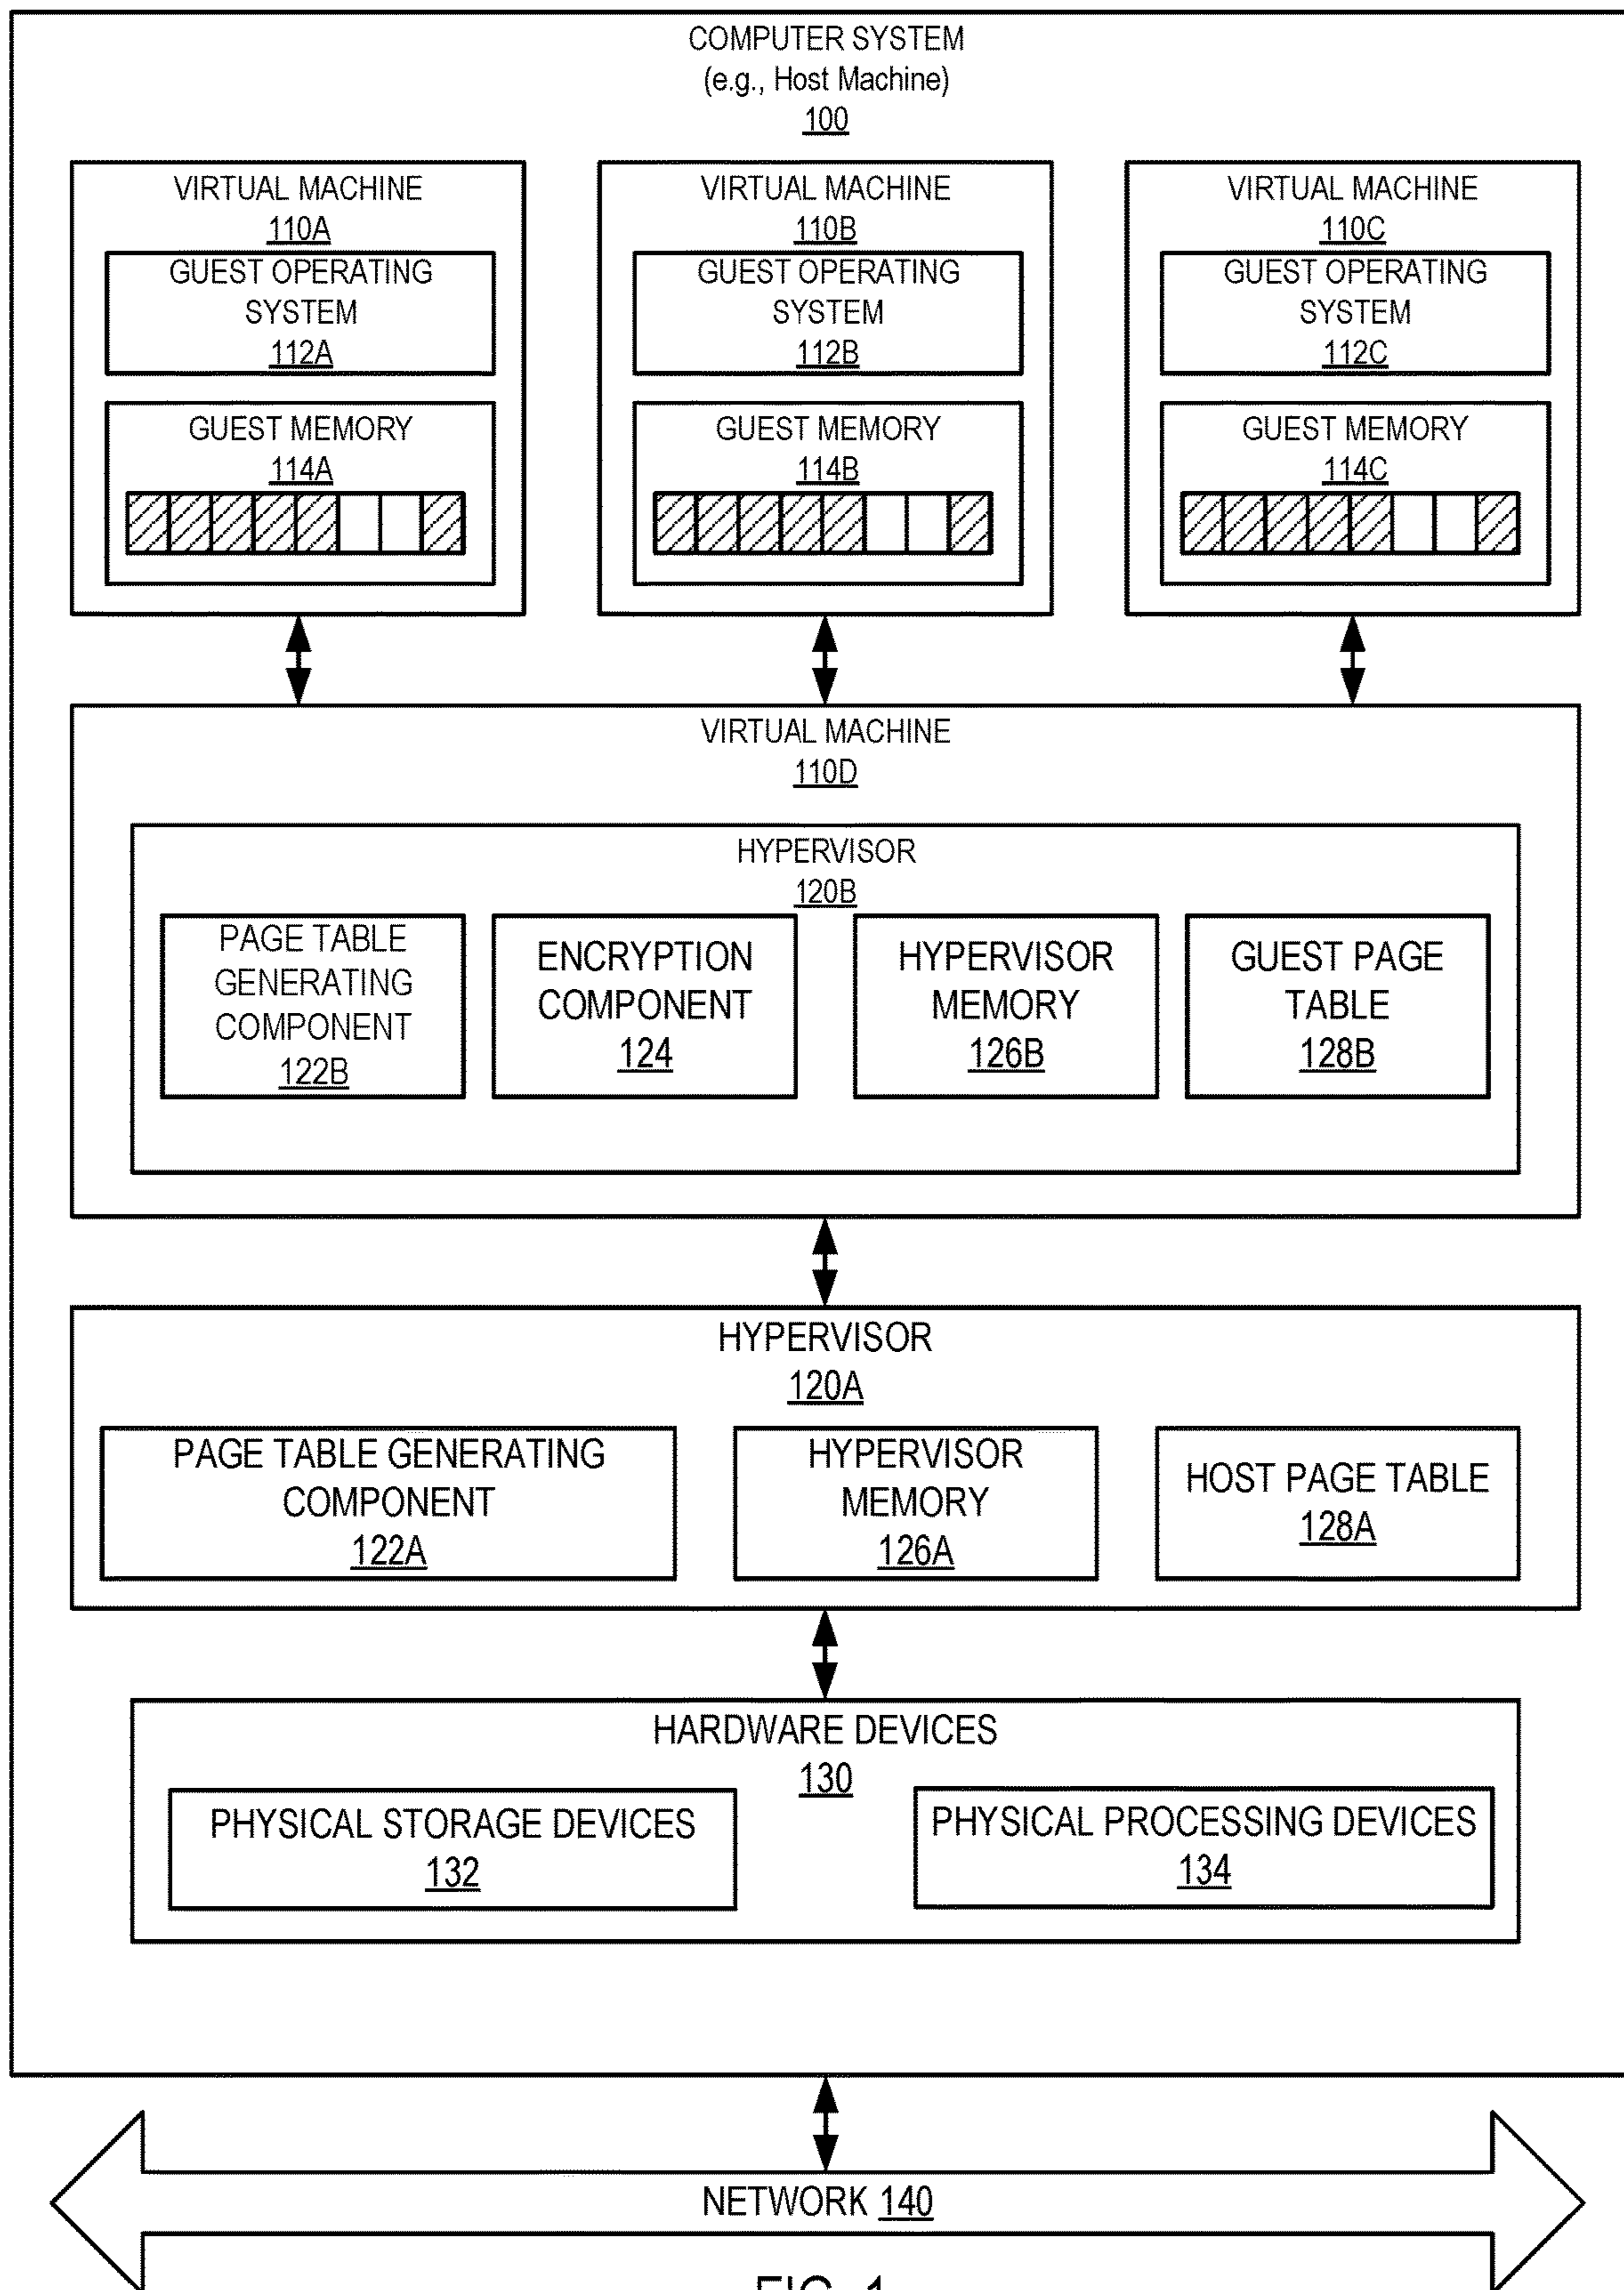 COMPUTER SYSTEM
(e.g., Host Machine)
100
VIRTUAL MACHINE
110A
GUEST OPERATING
SYSTEM
112A
GUEST MEMORY
114A
VIRTUAL MACHINE
110B
GUEST OPERATING
SYSTEM
112B
GUEST MEMORY
114B
VIRTUAL MACHINE
110C
GUEST OPERATING
SYSTEM
112C
GUEST MEMORY
114C
VIRTUAL MACHINE
110D
HYPERVISOR
120B
PAGE TABLE
GENERATING
COMPONENT
122B
ENCRYPTION
COMPONENT
124
HYPERVISOR
MEMORY
126B
GUEST PAGE
TABLE
128B
HYPERVISOR
120A
PAGE TABLE GENERATING
COMPONENT
122A
HYPERVISOR
MEMORY
126A
HOST PAGE TABLE
128A
HARDWARE DEVICES
130
PHYSICAL STORAGE DEVICES
132
PHYSICAL PROCESSING DEVICES
134
NETWORK 140
FIG. 1